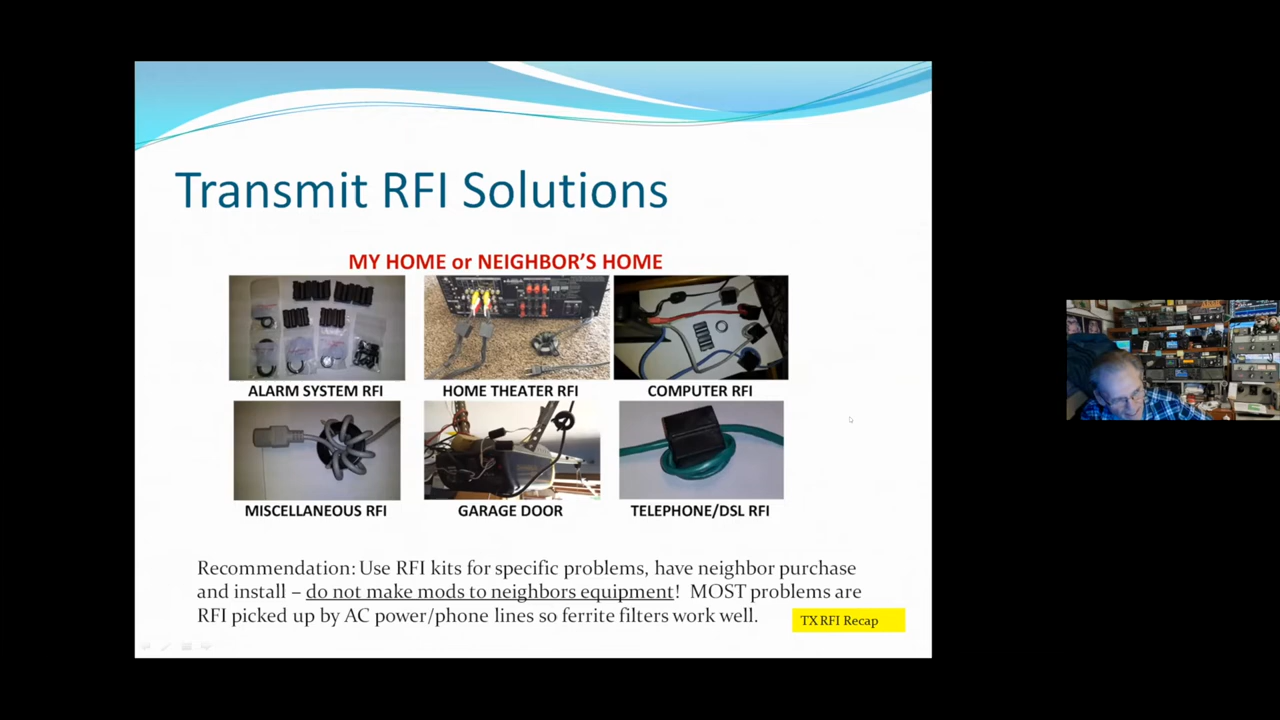 Transmit RFI Solutions
MY HOME or NEIGHBOR'S HOME
ALARM SYSTEM RFI
HOME THEATER RFI
COMPUTER RFI
MISCELLANEOUS RFI
GARAGE DOOR
TELEPHONE/DSL RFI
Recommendation: Use RFI kits for specific problems, have neighbor purchase
and install – do not make mods to neighbors equipment! MOST problems are
RFI picked up by AC power/phone lines so ferrite filters work well.
TX RFI Recap